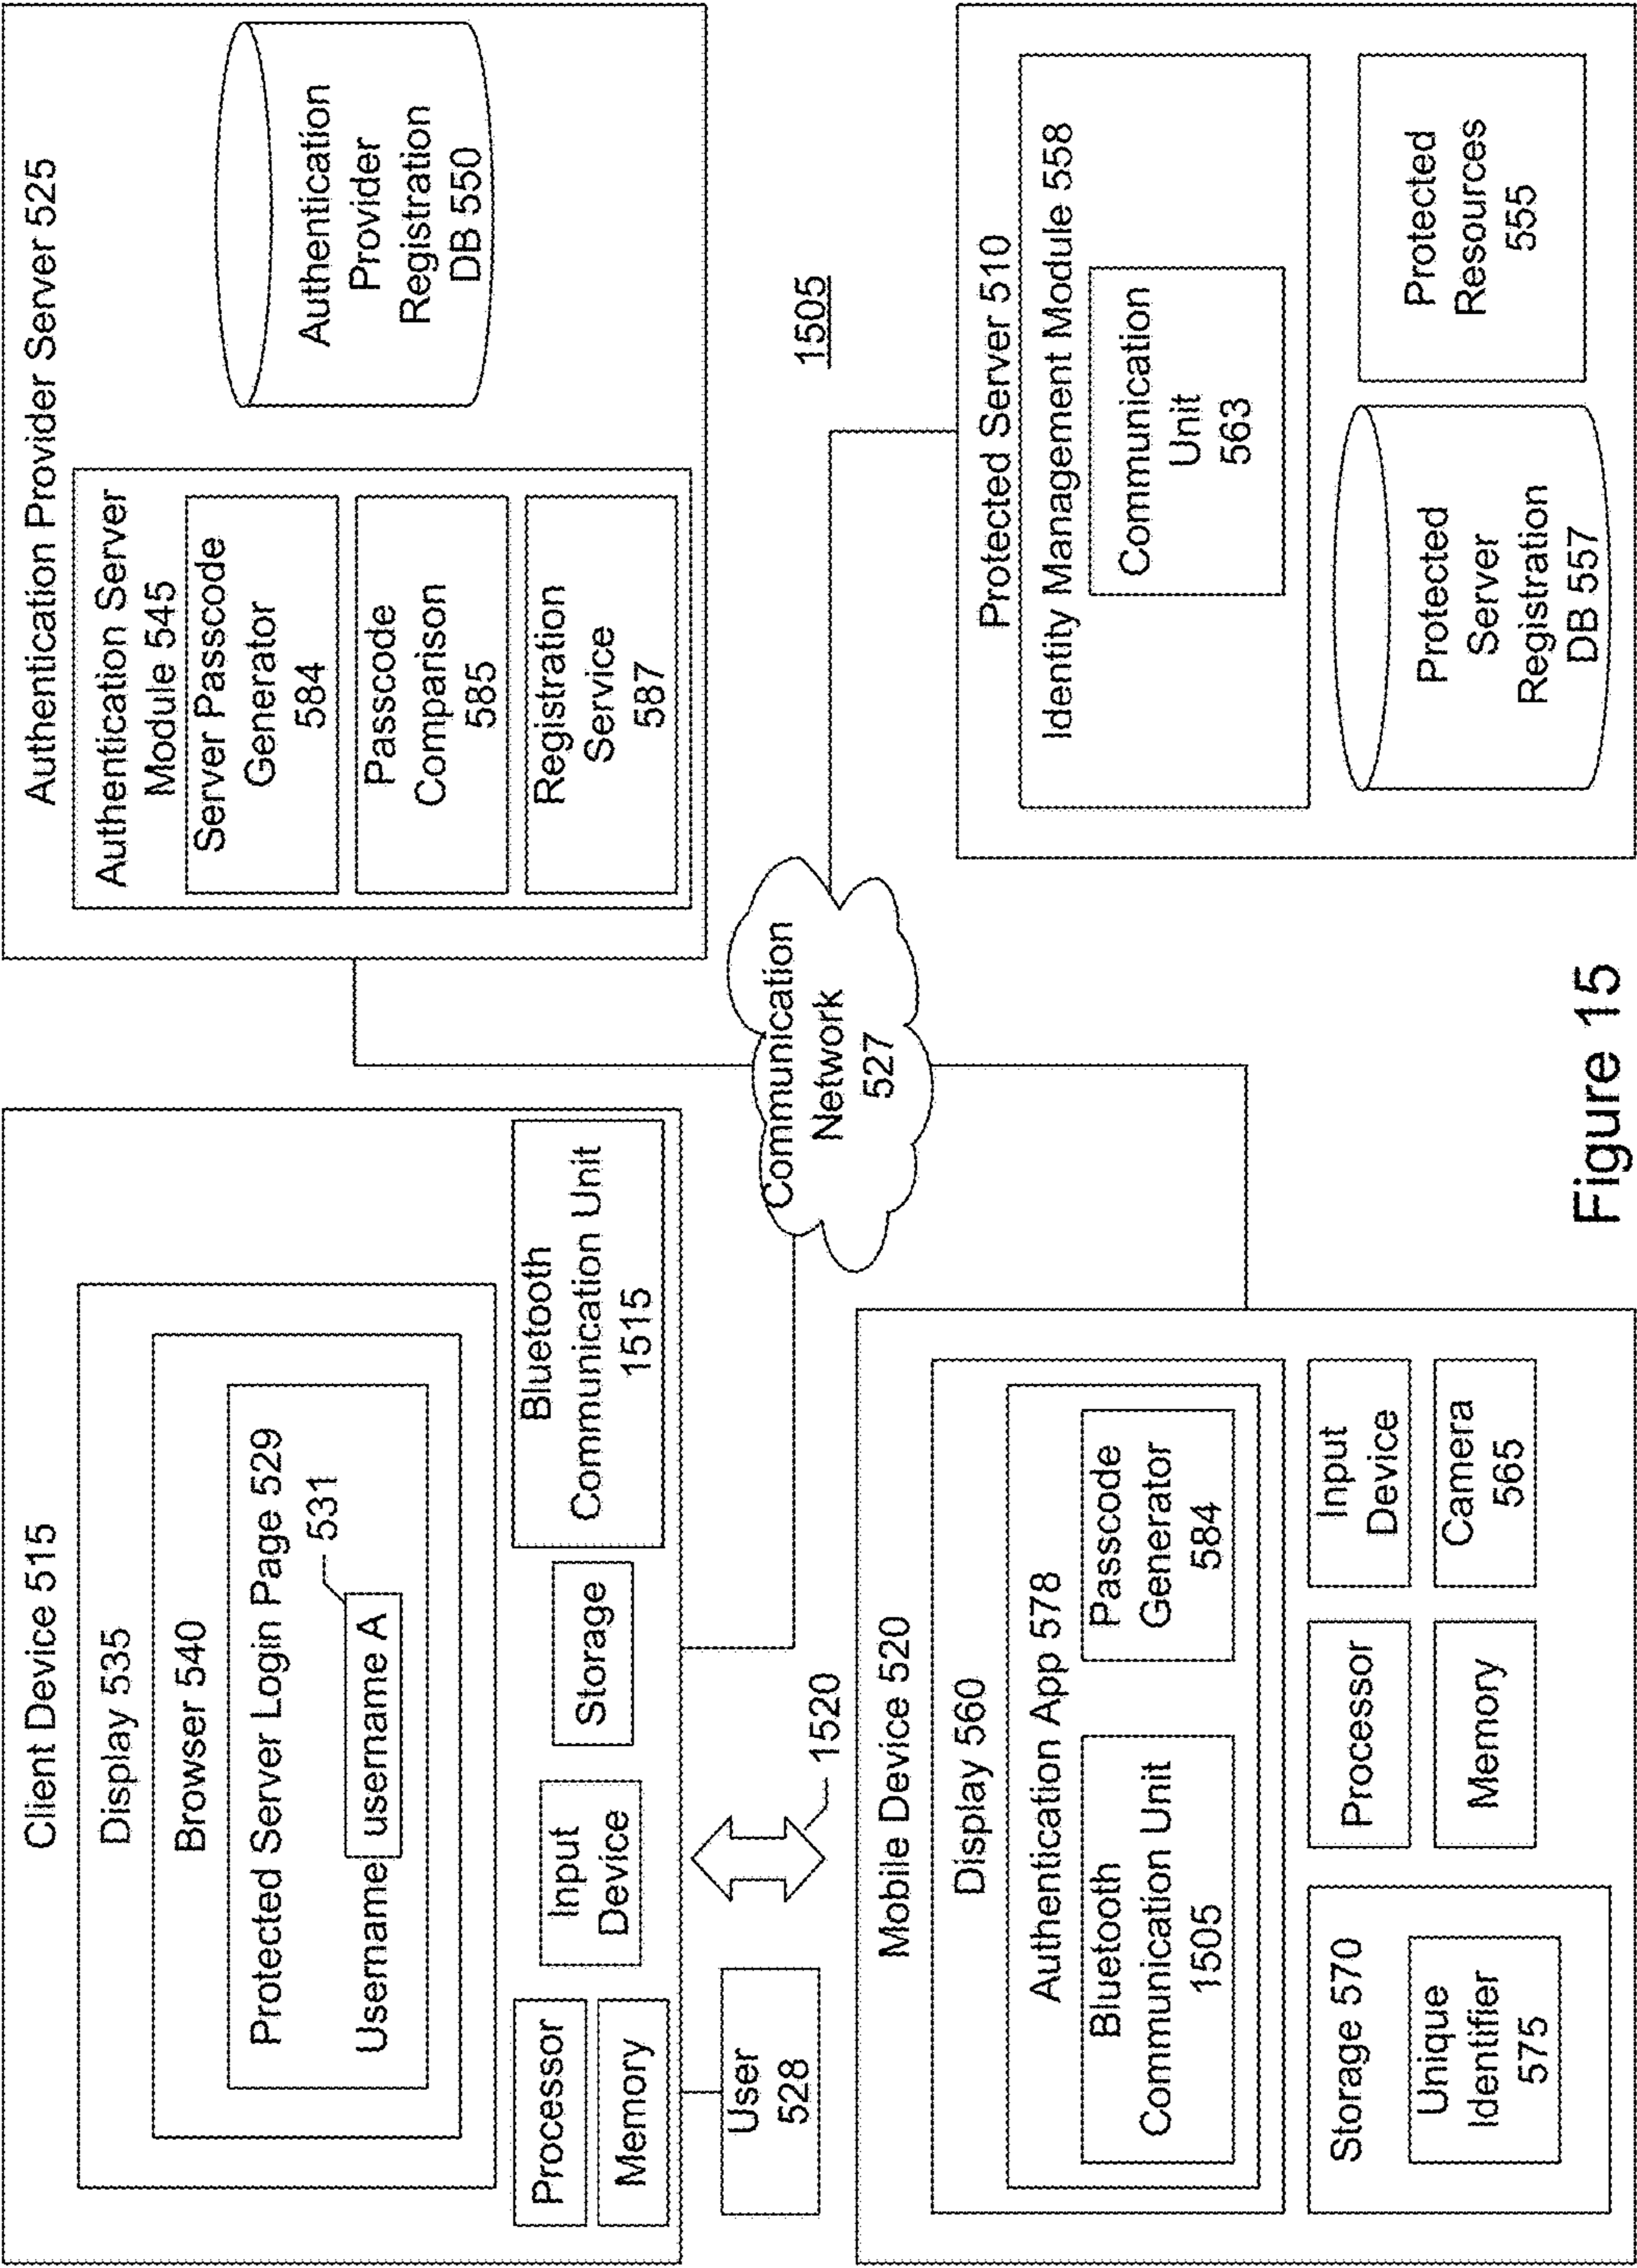 Client Device 515
Display 535
Browser 540
Protected Server Login Page 529
531
Username
username A
Processor
Memory
Input
Device
Storage
Bluetooth
Communication Unit
1515
User
528
1520
Mobile Device 520
Display 560
Authentication App 578
Bluetooth
Communication Unit
1505
Passcode
Generator
584
Storage 570
Unique
Identifier
575
Processor
Memory
Input
Device
Camera
565
Communication
Network
527
Authentication Provider Server 525
Authentication Server
Module 545
Server Passcode
Generator
584
Passcode
Comparison
585
Registration
Service
587
Authentication
Provider
Registration
DB 550
1505
Protected Server 510
Identity Management Module 558
Communication
Unit
563
Protected
Server
Registration
DB 557
Protected
Resources
555
Figure 15